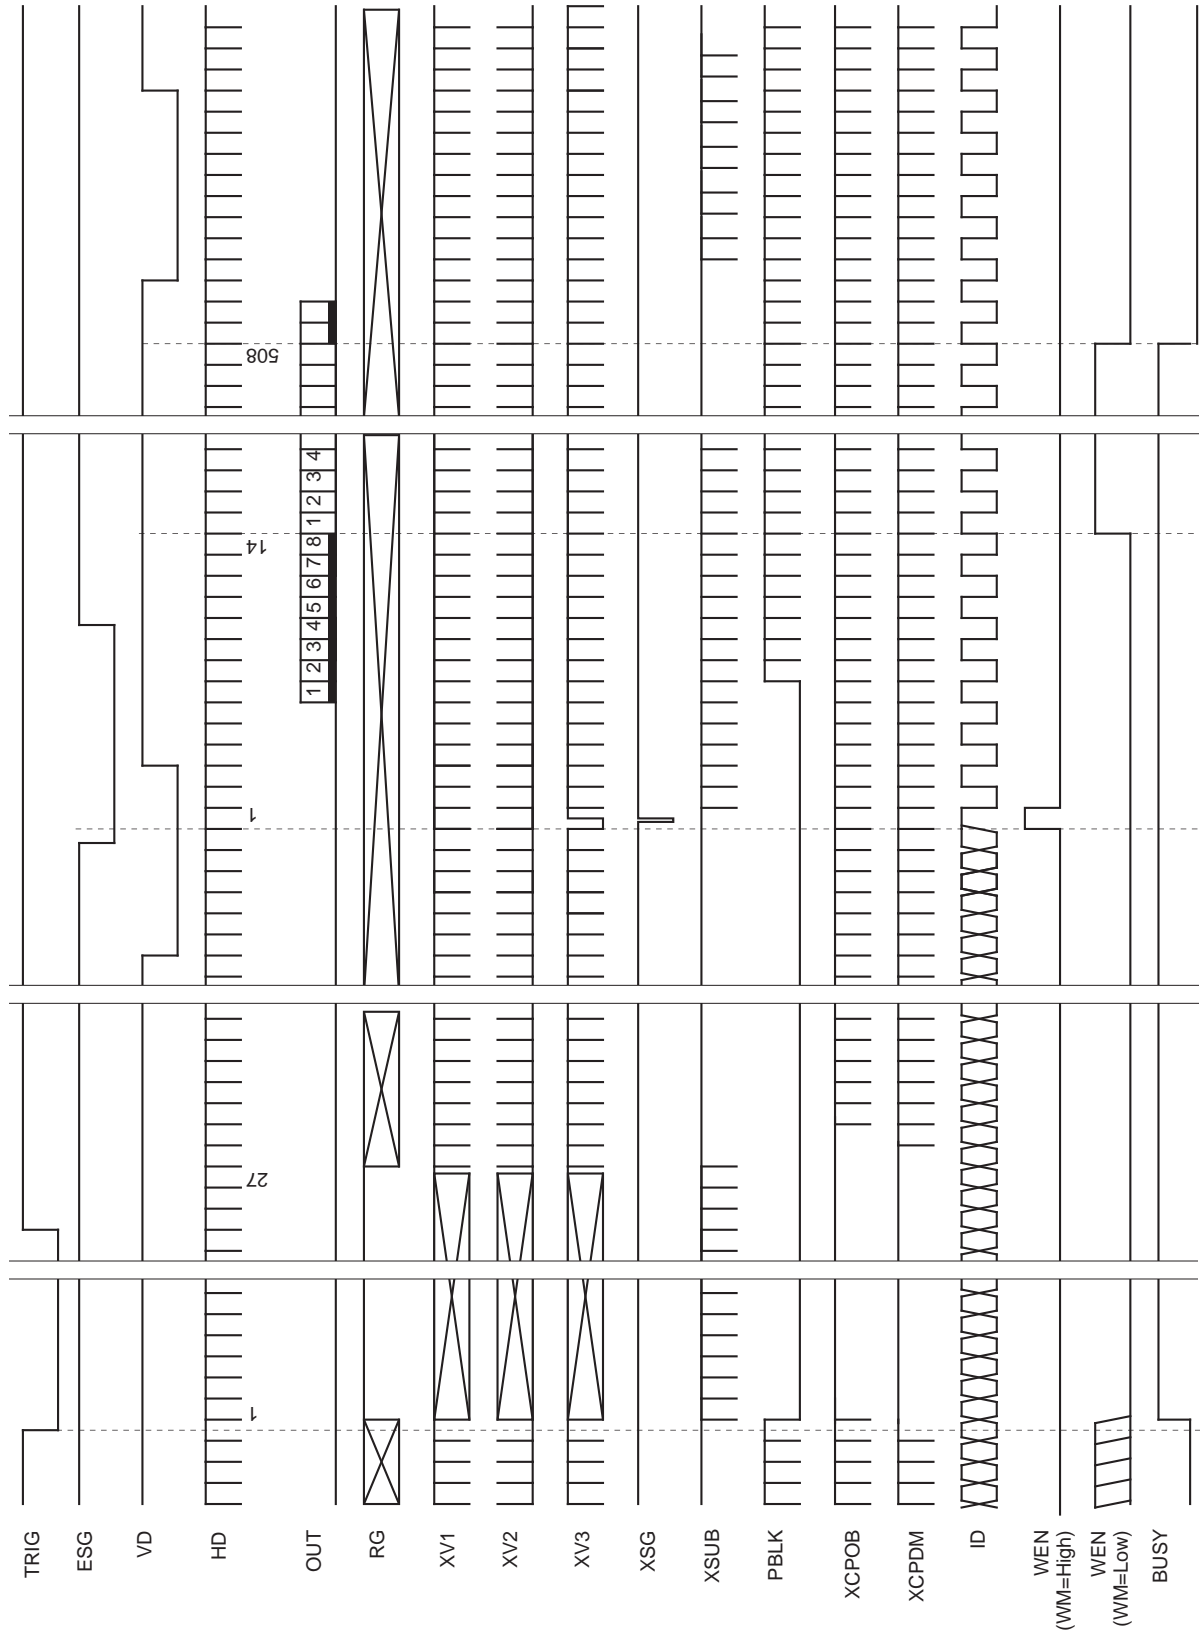 TRIG
ESG
VD
HD
1
27
1
14
508
OUT
1 2 3 4 5 6 7 8 1 2 3 4
RG
XV1
XV2
XV3
XSG
XSUB
PBLK
XCPOB
XCPDM
ID
WEN
(WM=High)
WEN
(WM=Low)
BUSY